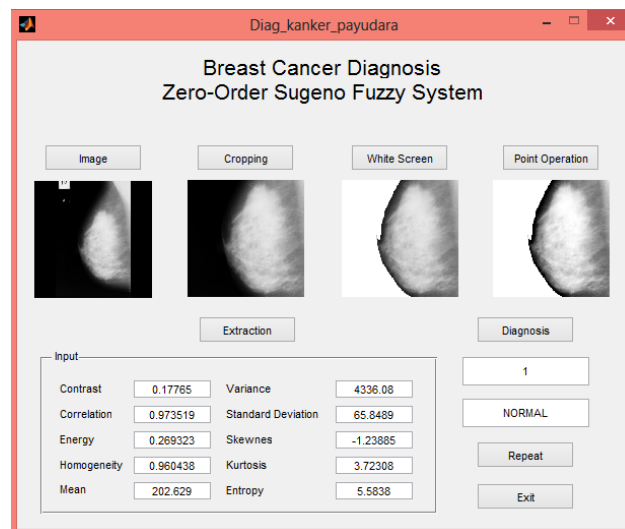 Diag_kanker_payudara
Breast Cancer Diagnosis
Zero-Order Sugeno Fuzzy System
Image Cropping White Screen Point Operation
Extraction Diagnosis
Input
Contrast 0.17765 Variance 4336.08
1
Correlation 0.973519 Standard Deviation 65.8489
NORMAL
Energy 0.269323 Skewnes -1.23885
Homogeneity 0.960438 Kurtosis 3.72308
Repeat
Mean 202.629 Entropy 5.5838
Exit